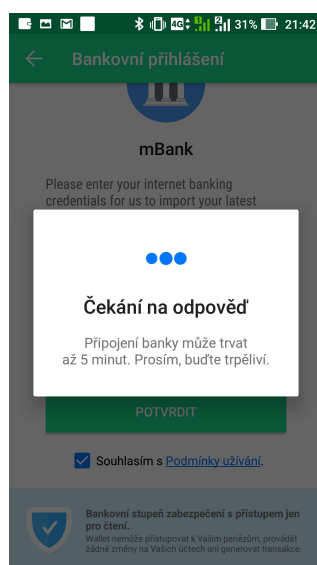 31% 21:42
Bankovní přihlášení
mBank
Please enter your internet banking
credentials for us to import your latest
Čekání na odpověď
Připojení banky může trvat
až 5 minut. Prosím, buďte trpěliví.
POTVRDIT
Souhlasím s Podmínky užívání.
Bankovní stupeň zabezpečení s přístupem jen
pro čtení.
Wallet nemůže přistupovat k Vašim penězům, provádět
žádné změny na Vašich účtech ani generovat transakce.